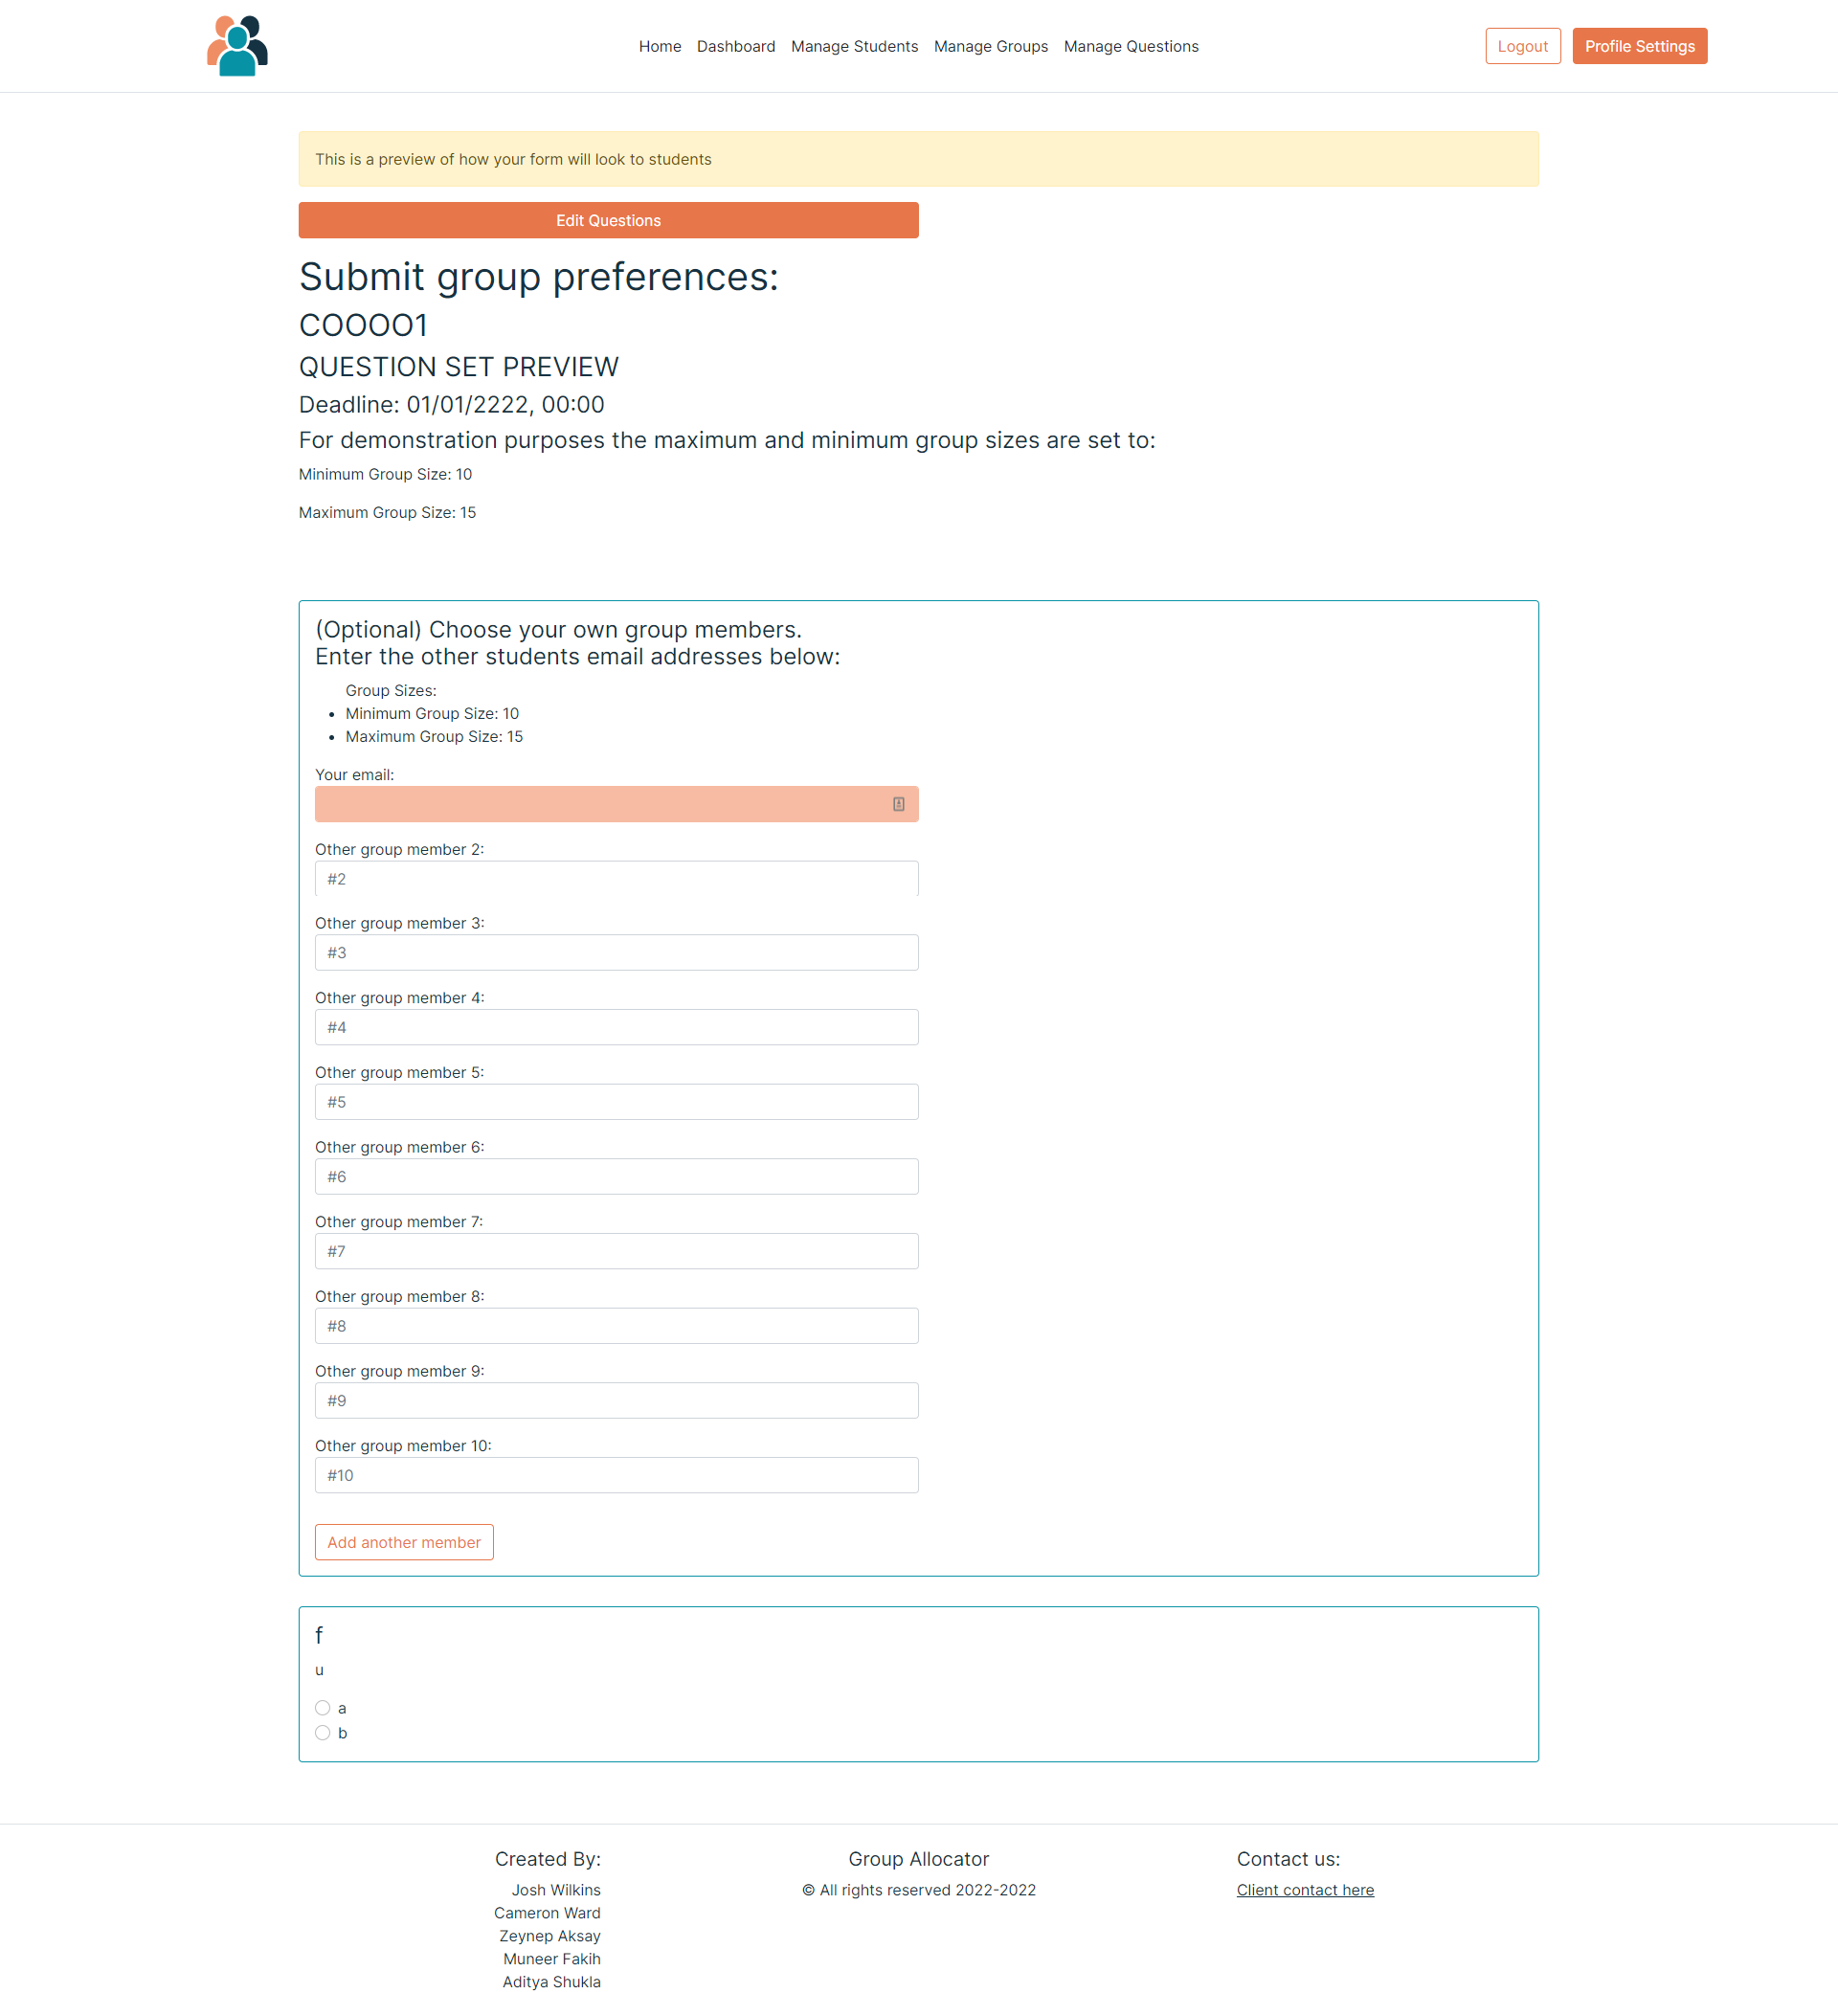 Home Dashboard Manage Students Manage Groups Manage Questions Logout Profile Settings
This is a preview of how your form will look to students
Edit Questions
Submit group preferences:
COOOO1
QUESTION SET PREVIEW
Deadline: 01/01/2222, 00:00
For demonstration purposes the maximum and minimum group sizes are set to:
Minimum Group Size: 10
Maximum Group Size: 15
(Optional) Choose your own group members.
Enter the other students email addresses below:
Group Sizes:
Minimum Group Size: 10
Maximum Group Size: 15
Your email:
Other group member 2:
#2
Other group member 3:
#3
Other group member 4:
#4
Other group member 5:
#5
Other group member 6:
#6
Other group member 7:
#7
Other group member 8:
#8
Other group member 9:
#9
Other group member 10:
#10
Add another member
f
u
a
b
Created By:
Josh Wilkins
Cameron Ward
Zeynep Aksay
Muneer Fakih
Aditya Shukla
Group Allocator
© All rights reserved 2022-2022
Contact us:
Client contact here